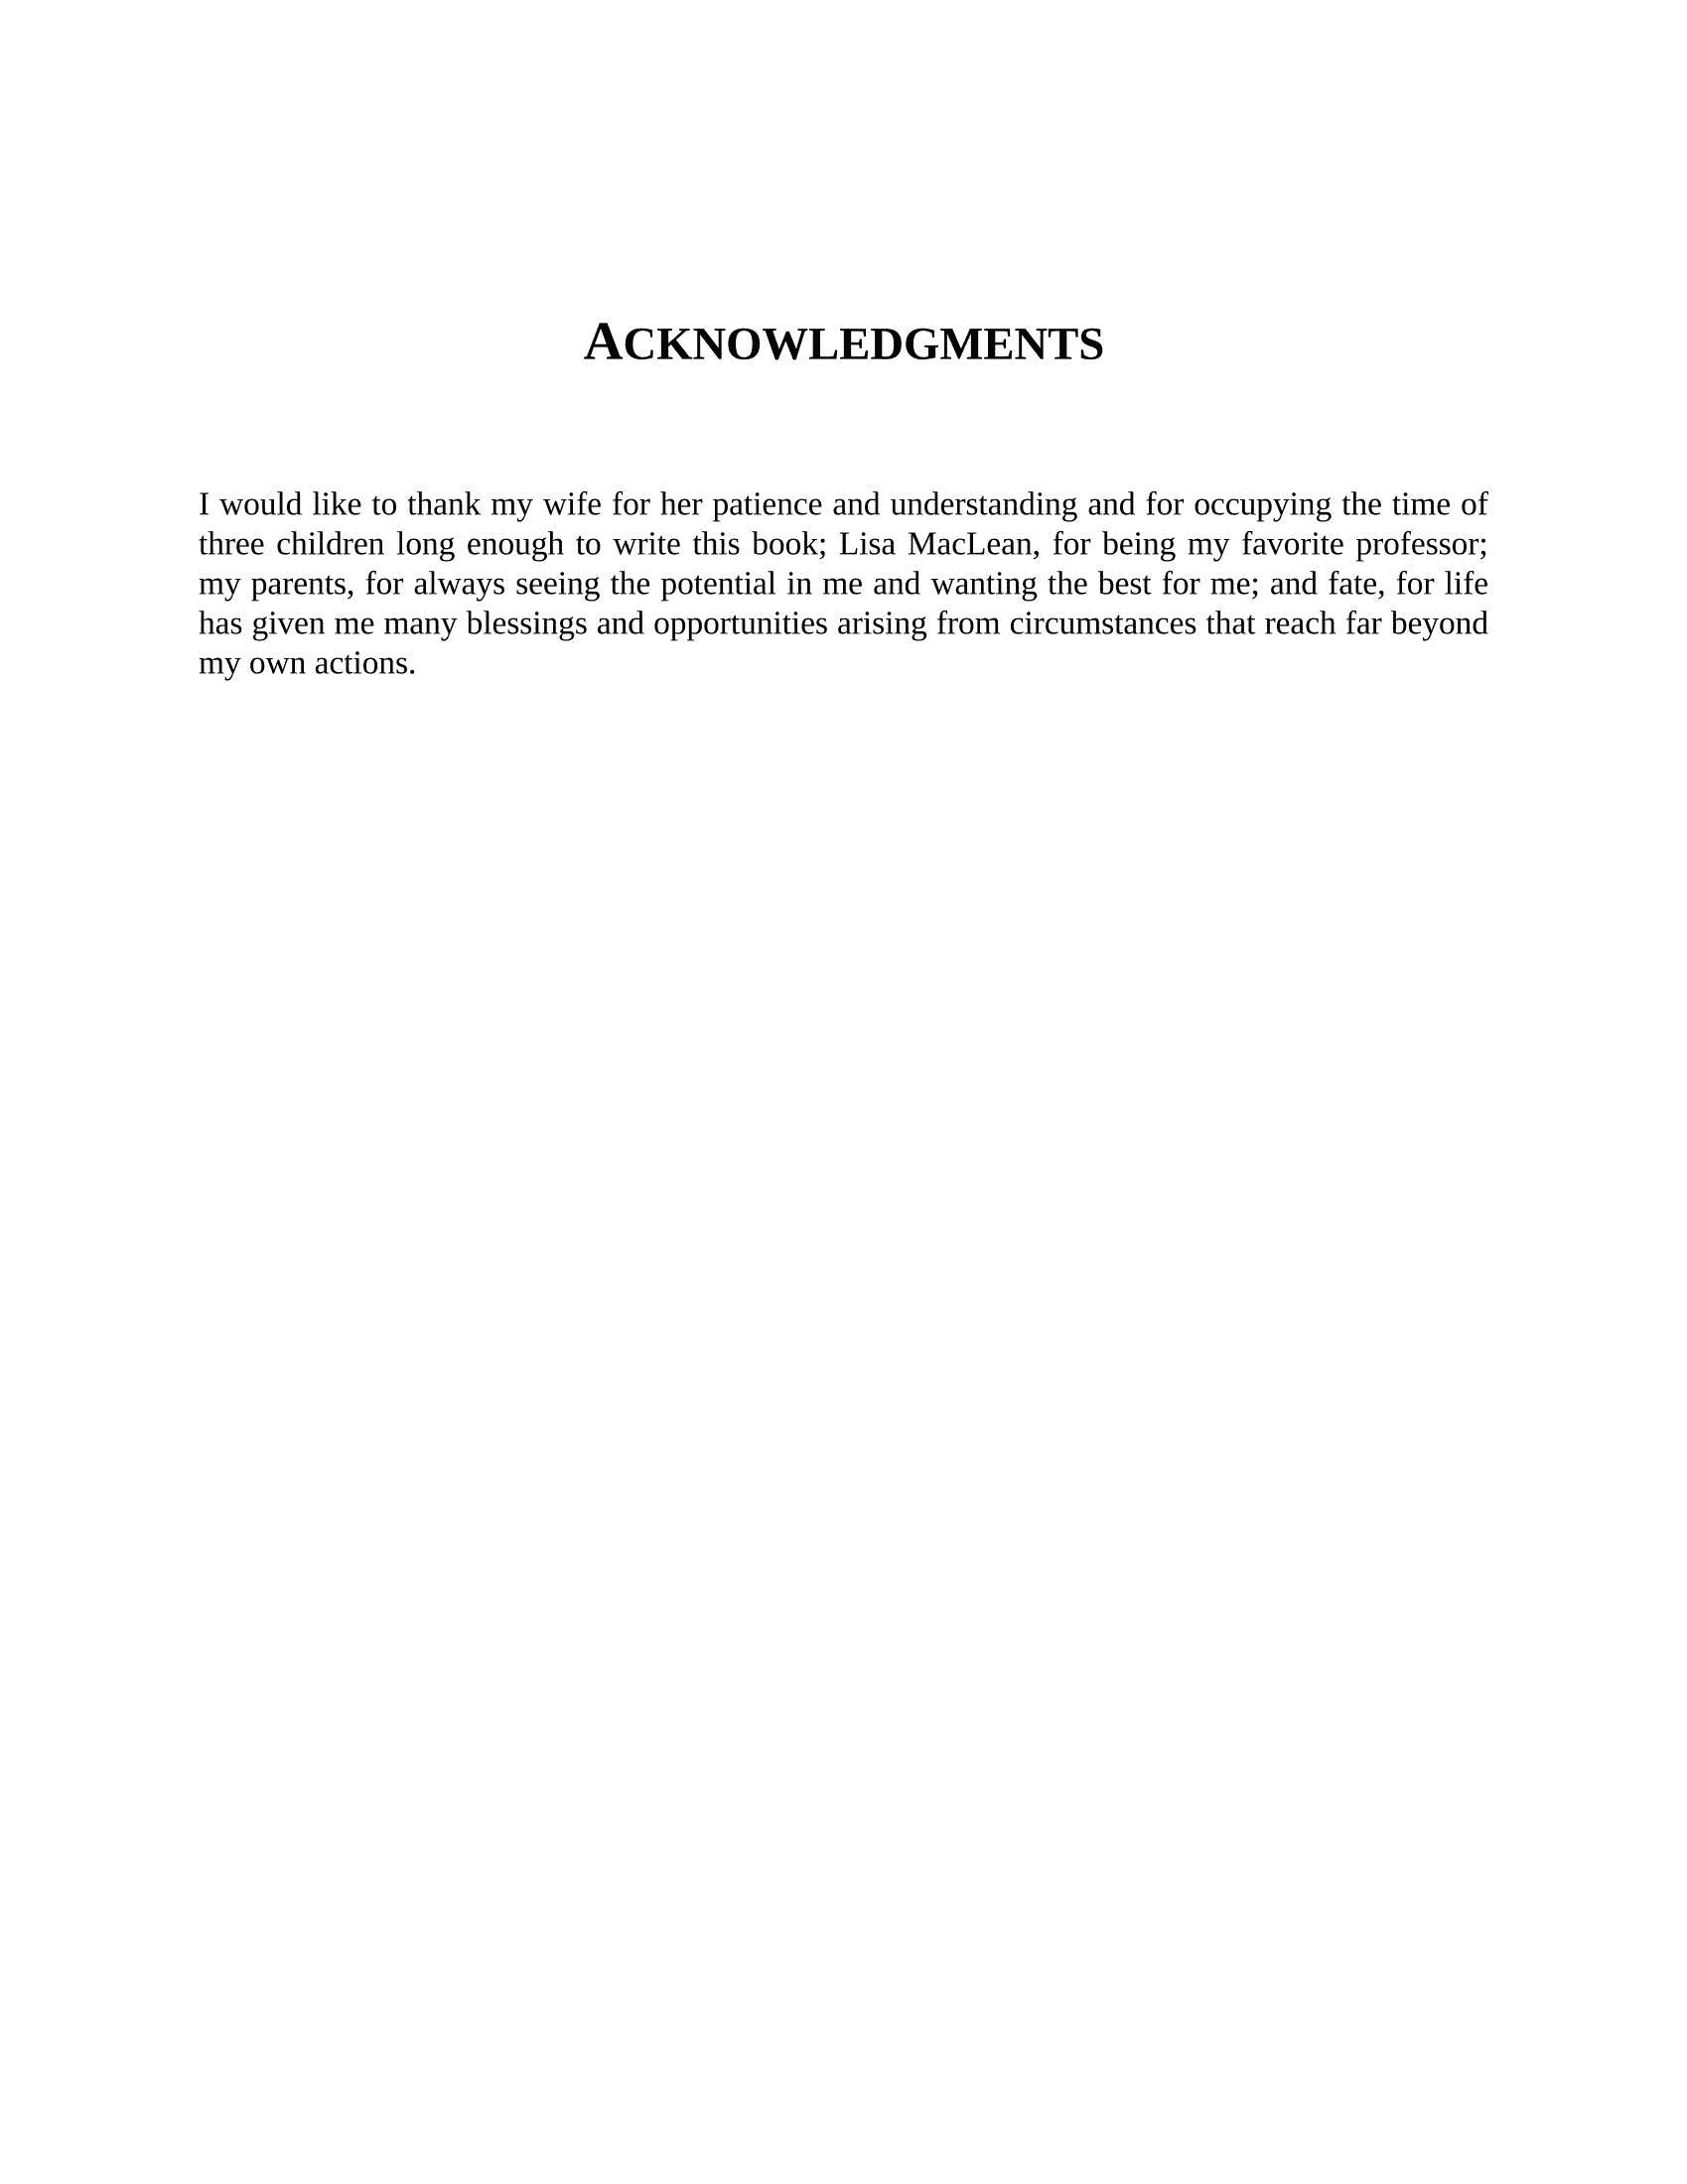 ACKNOWLEDGMENTS
I would like to thank my wife for her patience and understanding and for occupying the time of
three children long enough to write this book; Lisa MacLean, for being my favorite professor;
my parents, for always seeing the potential in me and wanting the best for me; and fate, for life
has given me many blessings and opportunities arising from circumstances that reach far beyond
my own actions.